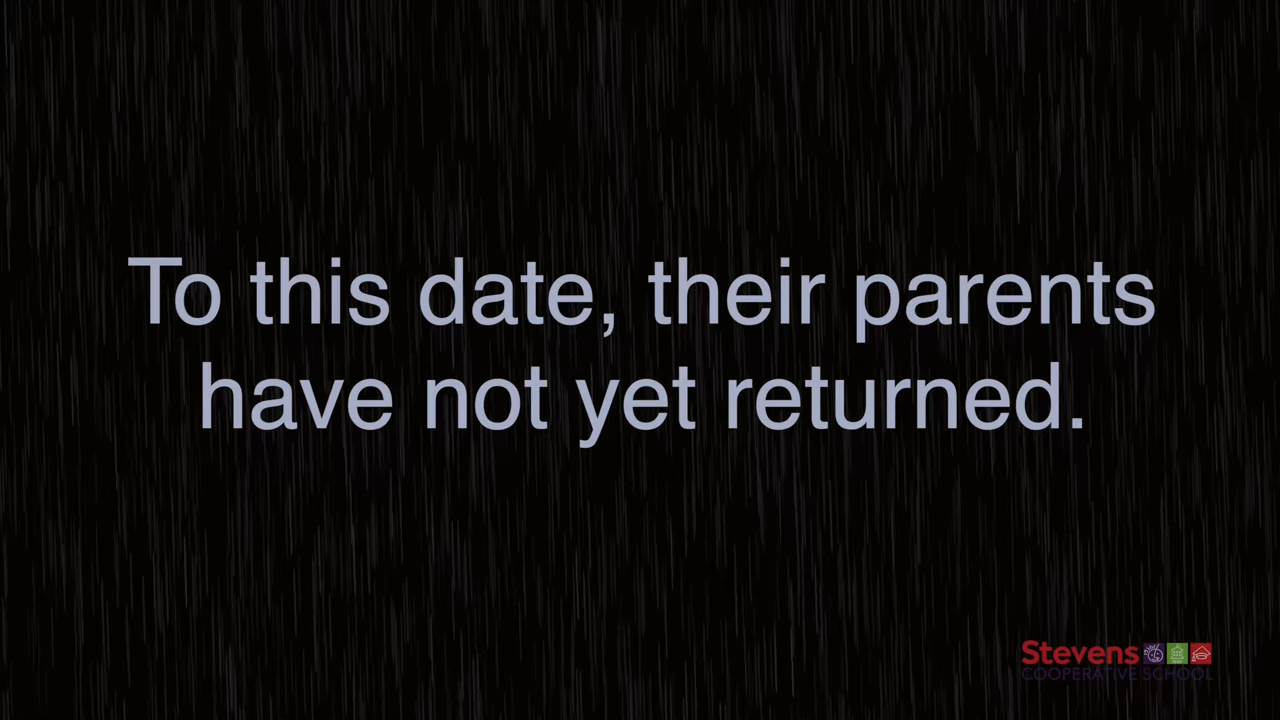 To this date, their parents
have not yet returned.
Stevens
COOPERATIVE SCHOOL